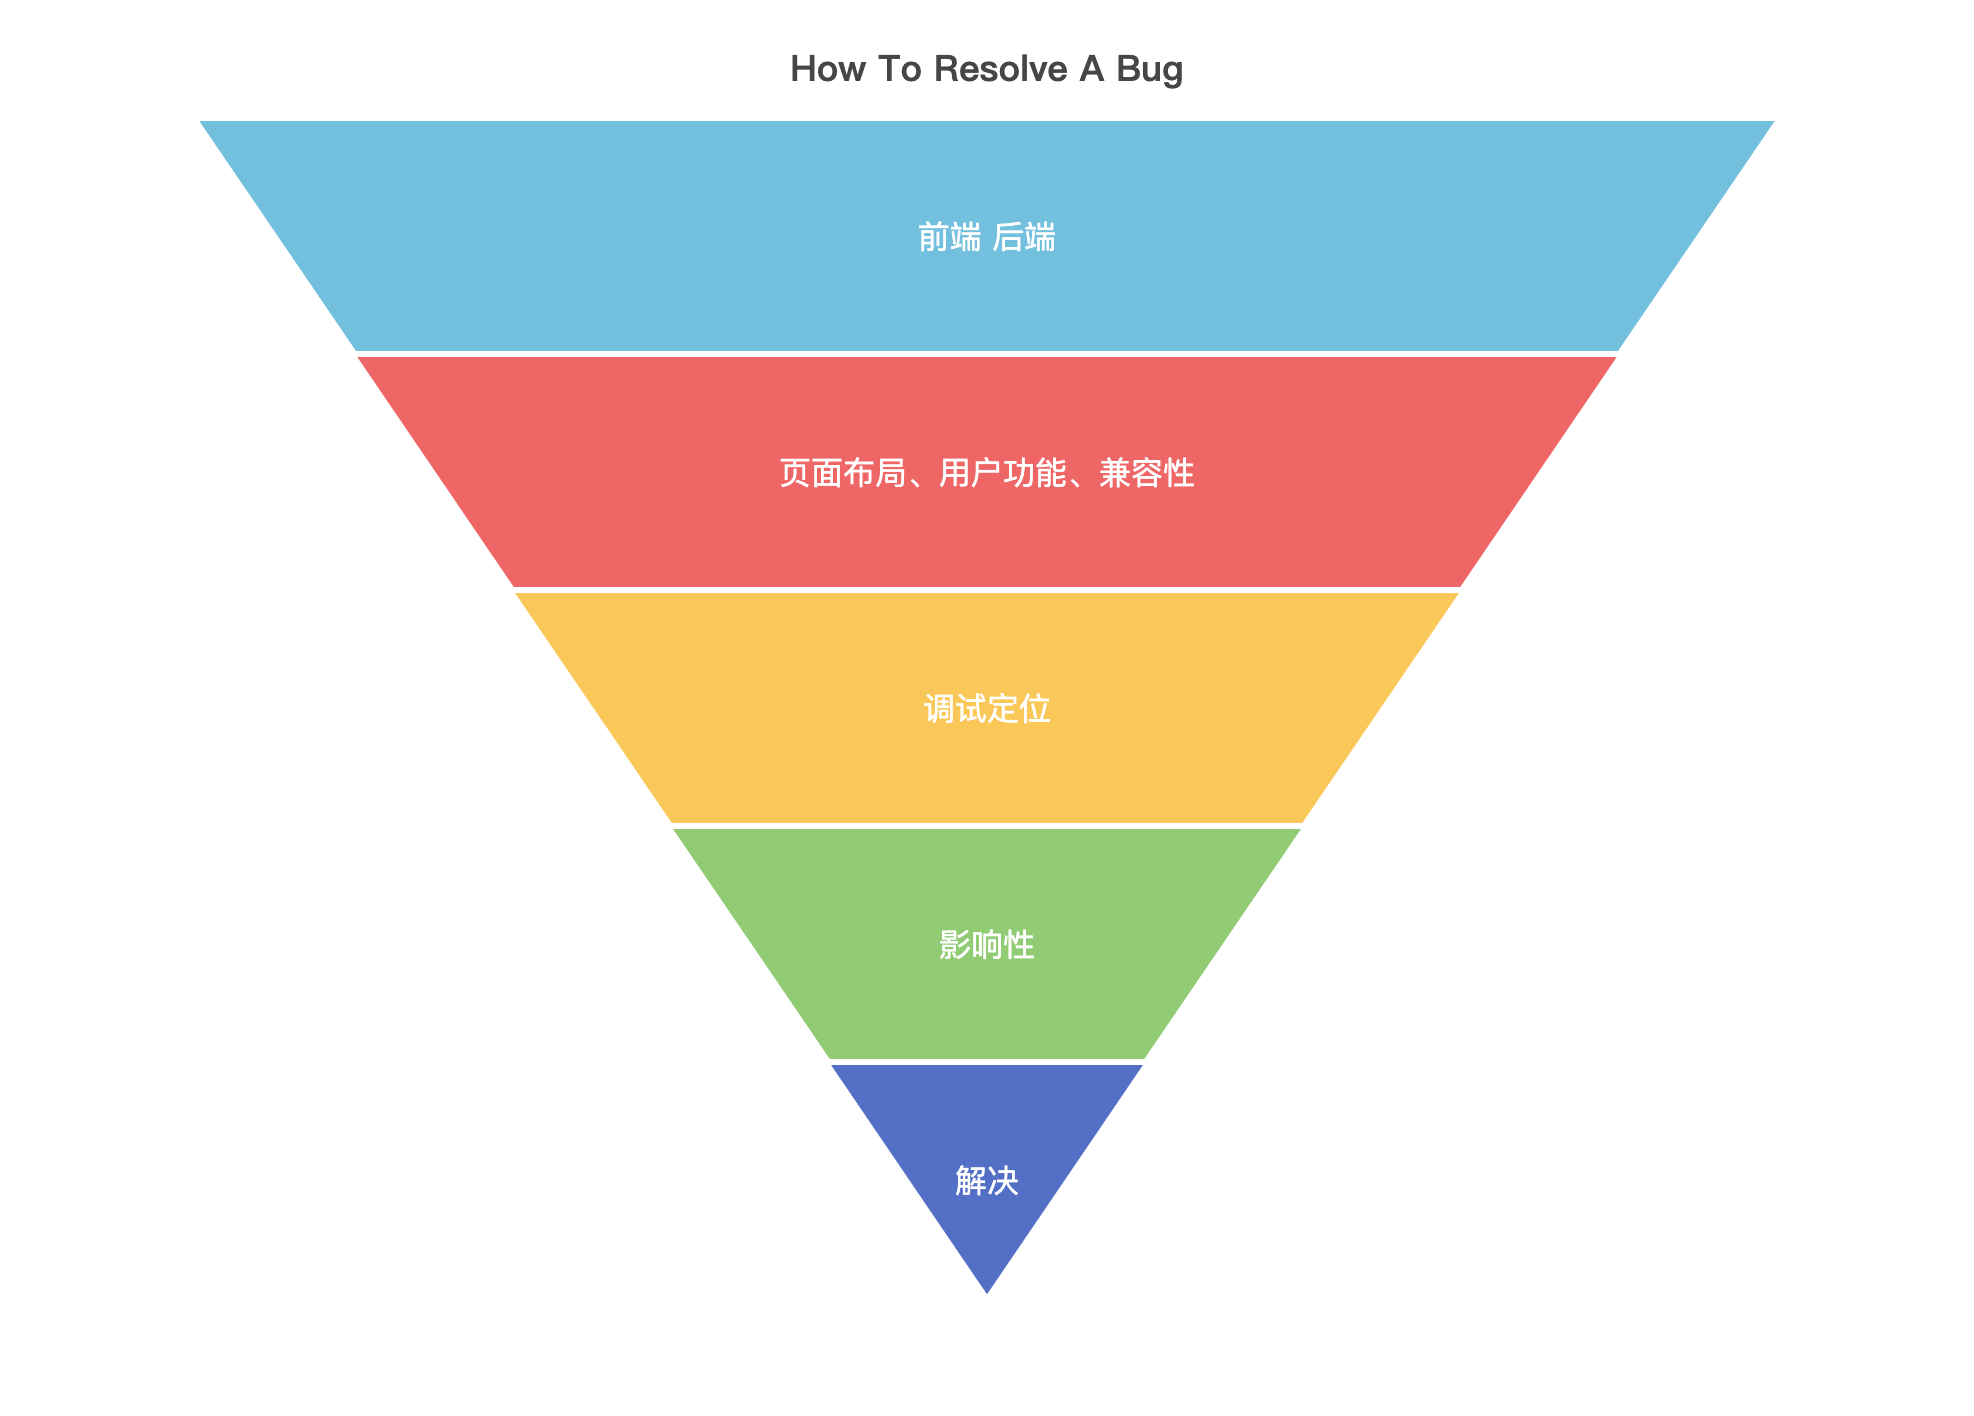 How To Resolve A Bug
前端 后端
页面布局、用户功能、兼容性
调试定位
影响性
解决